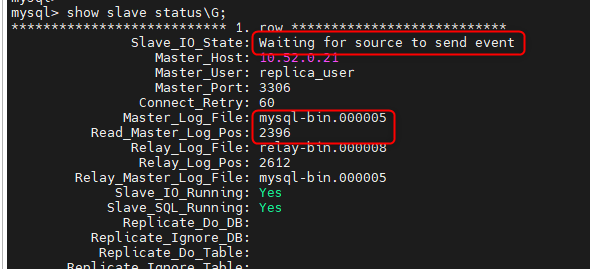 mysql> show slave status\G;
*************************** 1. row ***************************
Slave_IO_State: Waiting for source to send event
Master_Host: 10.52.0.21
Master_User: replica_user
Master_Port: 3306
Connect_Retry: 60
Master_Log_File: mysql-bin.000005
Read_Master_Log_Pos: 2396
Relay_Log_File: relay-bin.000008
Relay_Log_Pos: 2612
Relay_Master_Log_File: mysql-bin.000005
Slave_IO_Running: Yes
Slave_SQL_Running: Yes
Replicate_Do_DB:
Replicate_Ignore_DB:
Replicate_Do_Table:
Replicate_Ignore_Table: